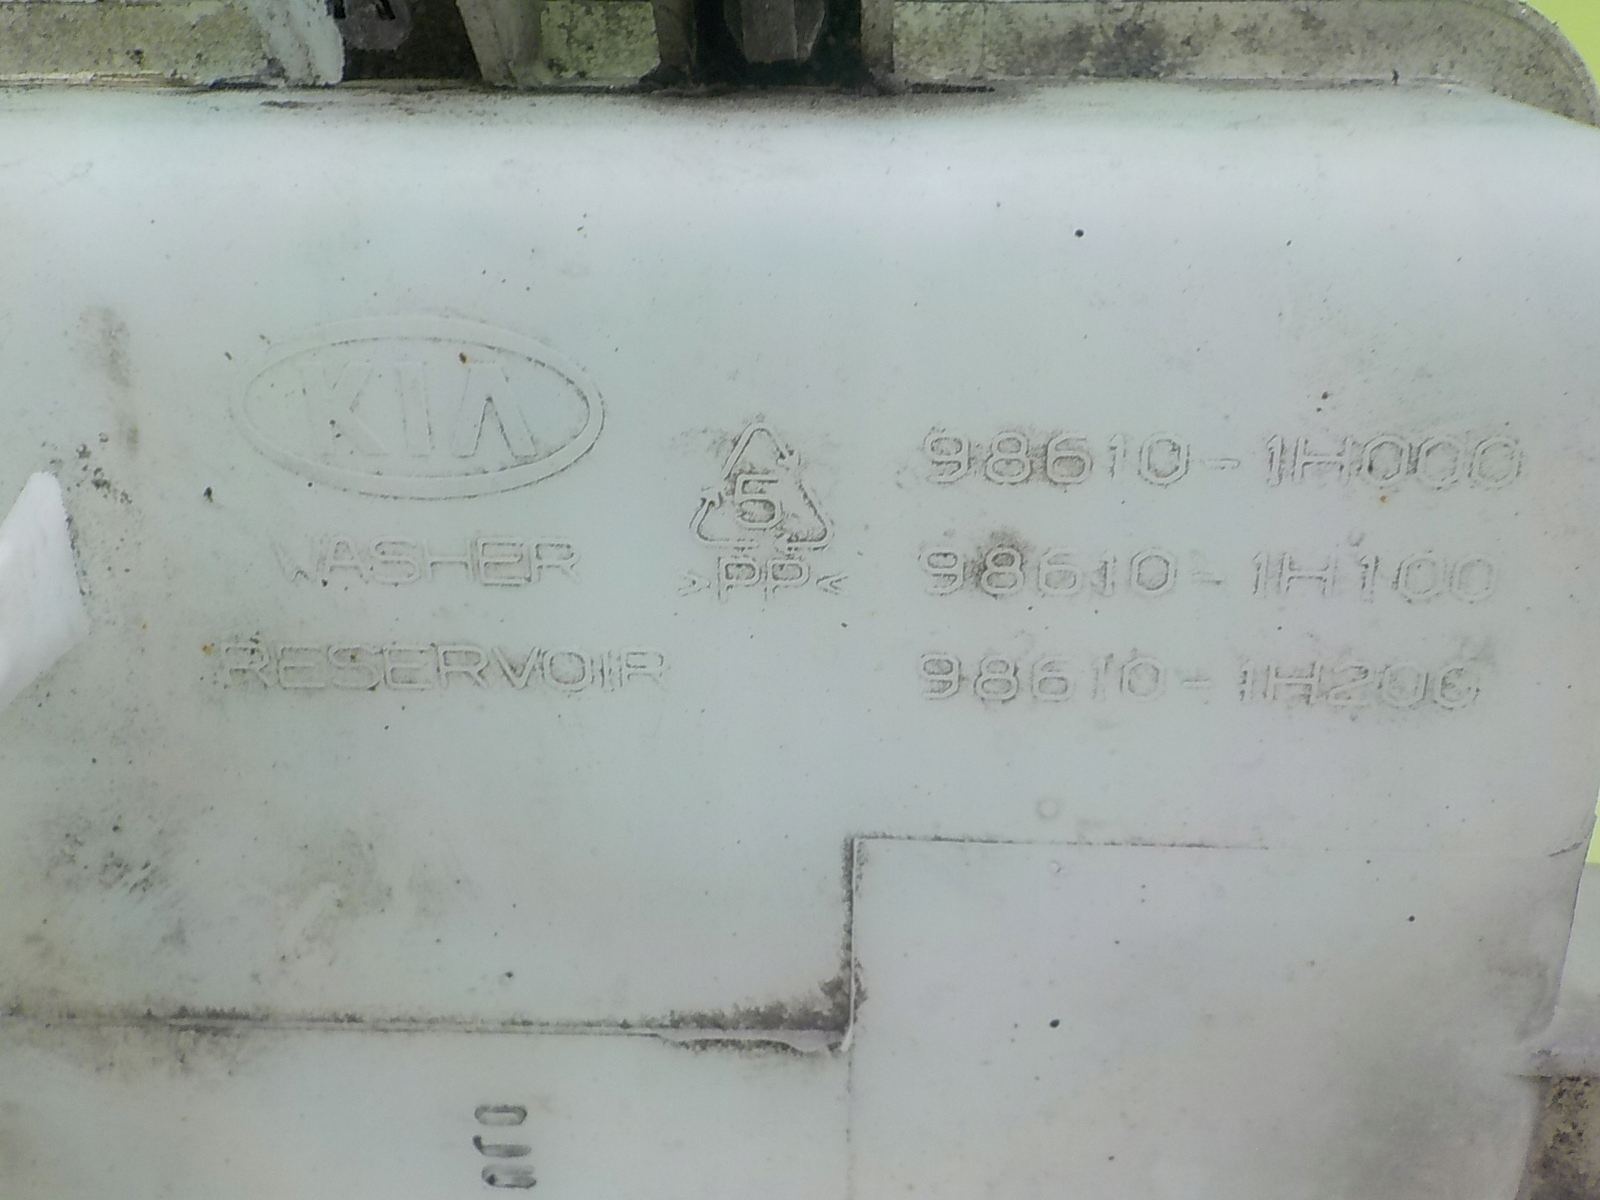 KIA
WASHER
RESERVOIR
5
>PP<
98610-1H000
98610-1H100
98610-1H200